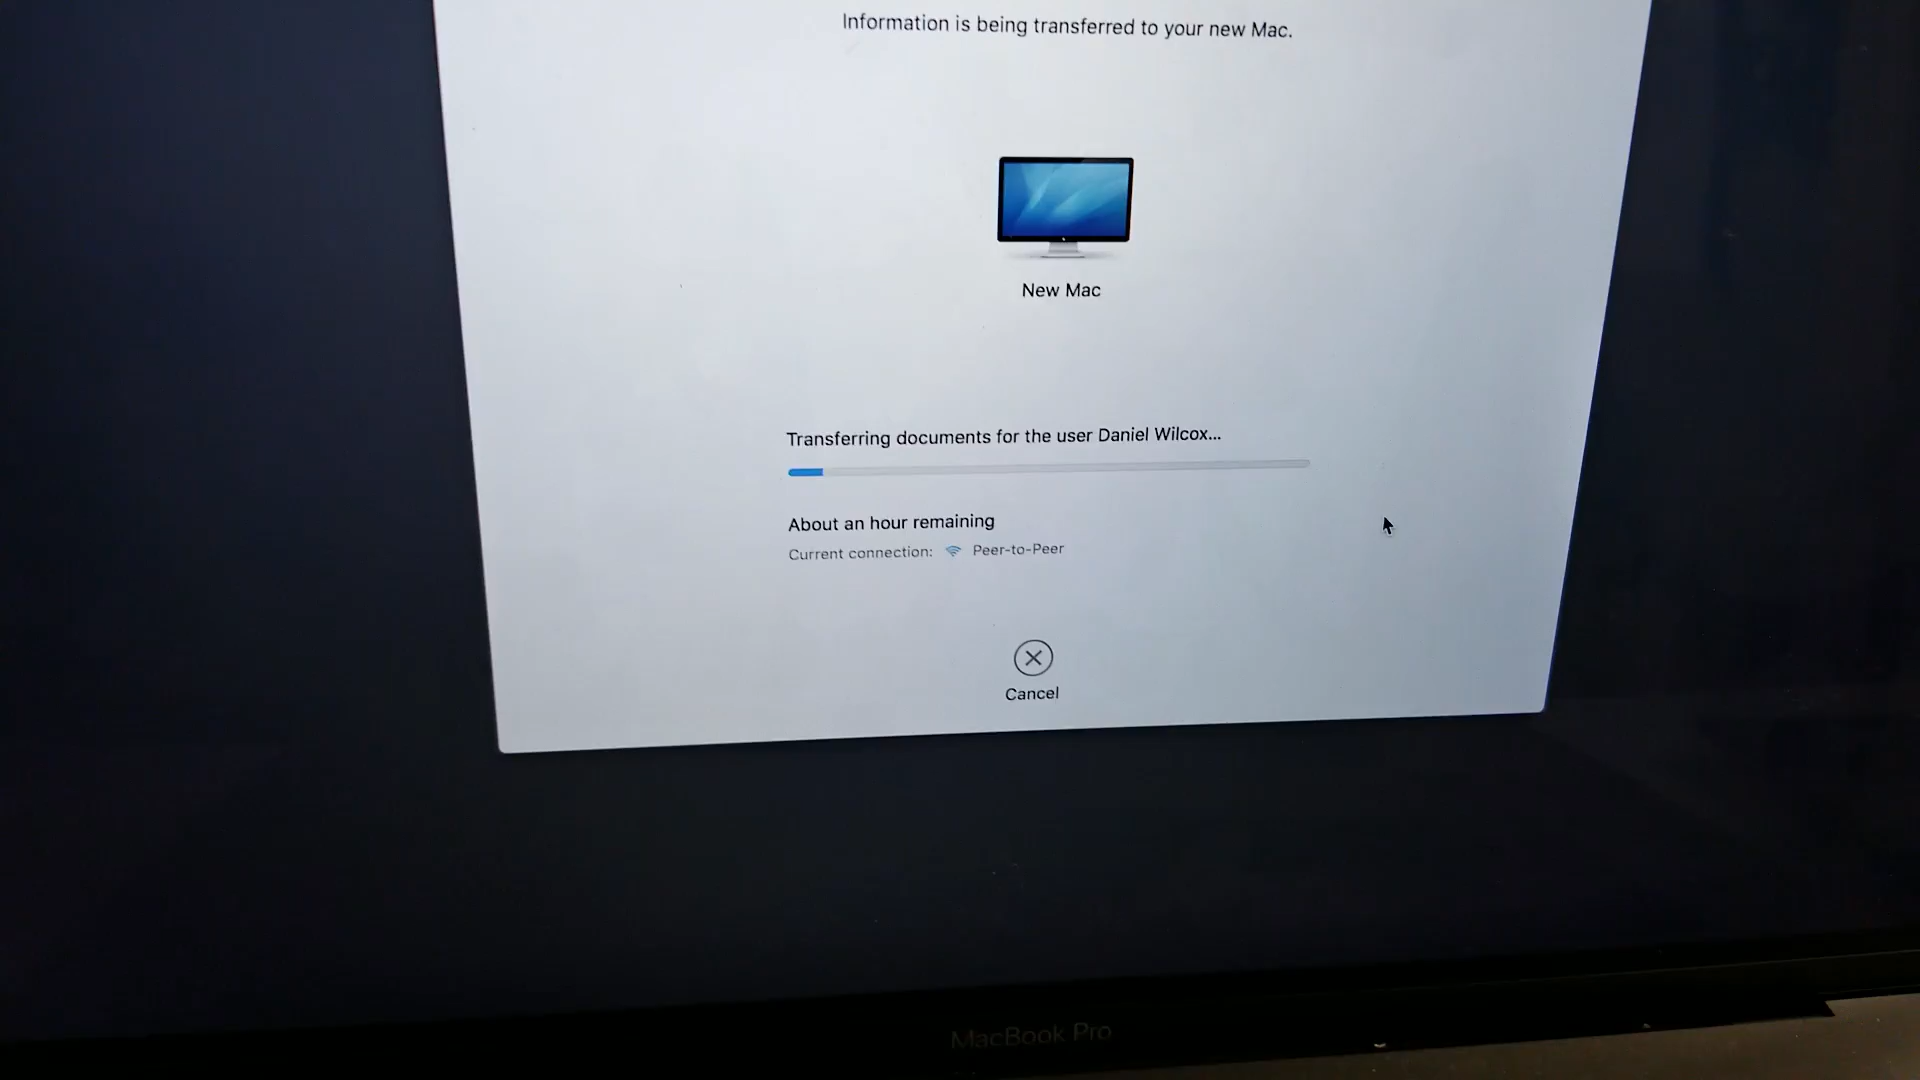 Information is being transferred to your new Mac.
New Mac
Transferring documents for the user Daniel Wilcox...
About an hour remaining
Current connection: Peer-to-Peer
Cancel
MacBook Pro